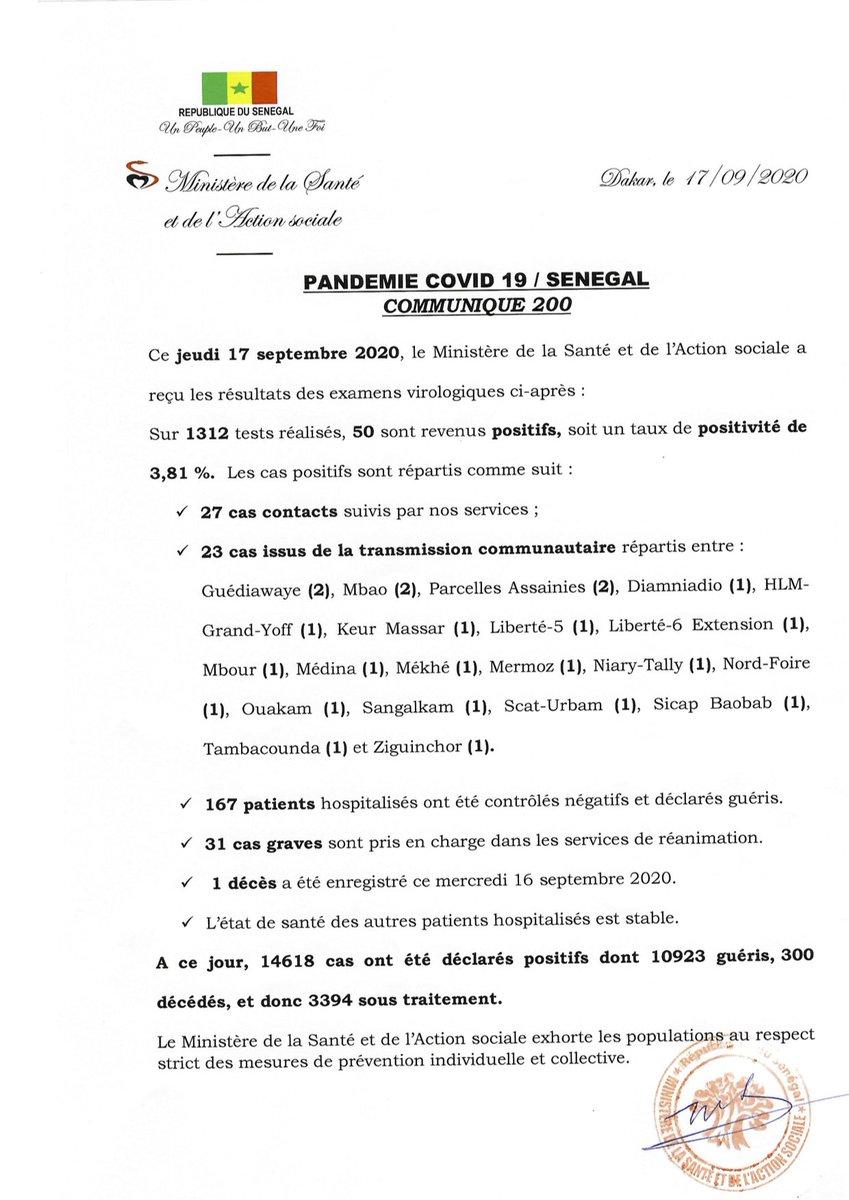 REPUBLIQUE DU SENEGAL
Un Peuple-Un But-Une Foi
Ministère de la Santé
et de l'Action sociale
Dakar, le 17/09/2020
PANDEMIE COVID 19 / SENEGAL
COMMUNIQUE 200
Ce jeudi 17 septembre 2020, le Ministère de la Santé et de l'Action sociale a
reçu les résultats des examens virologiques ci-après :
Sur 1312 tests réalisés, 50 sont revenus positifs, soit un taux de positivité de
3,81 %. Les cas positifs sont répartis comme suit :
✓ 27 cas contacts suivis par nos services ;
✓ 23 cas issus de la transmission communautaire répartis entre :
Guédiawaye (2), Mbao (2), Parcelles Assainies (2), Diamniadio (1), HLM-
Grand-Yoff (1), Keur Massar (1), Liberté-5 (1), Liberté-6 Extension (1),
Mbour (1), Médina (1), Mékhé (1), Mermoz (1), Niary-Tally (1), Nord-Foire
(1), Ouakam (1), Sangalkam (1), Scat-Urbam (1), Sicap Baobab (1),
Tambacounda (1) et Ziguinchor (1).
✓ 167 patients hospitalisés ont été contrôlés négatifs et déclarés guéris.
✓ 31 cas graves sont pris en charge dans les services de réanimation.
✓ 1 décès a été enregistré ce mercredi 16 septembre 2020.
✓ L'état de santé des autres patients hospitalisés est stable.
A ce jour, 14618 cas ont été déclarés positifs dont 10923 guéris, 300
décédés, et donc 3394 sous traitement.
Le Ministère de la Santé et de l'Action sociale exhorte les populations au respect
strict des mesures de prévention individuelle et collective.
Sénégal
MINISTERE LA SANTÉ ET DE L'ACTION SOCIALE